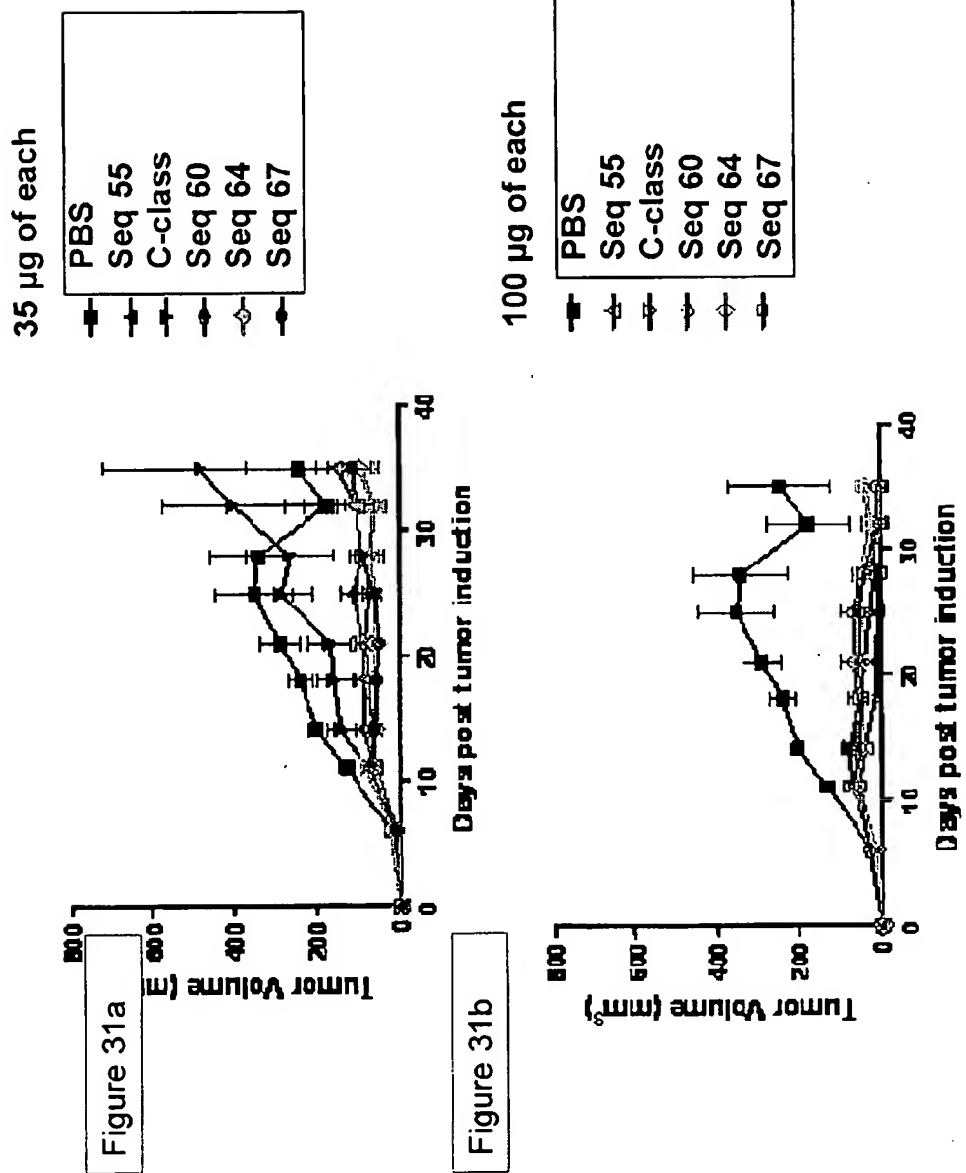 Figure 31a
35 µg of each
PBS
Seq 55
C-class
Seq 60
Seq 64
Seq 67
Tumor Volume (m
800
600
400
200
0
0
10
20
30
40
Days post tumor induction
Figure 31b
100 µg of each
PBS
Seq 55
C-class
Seq 60
Seq 64
Seq 67
Tumor Volume (mm³)
800
600
400
200
0
0
10
20
30
40
Days post tumor induction